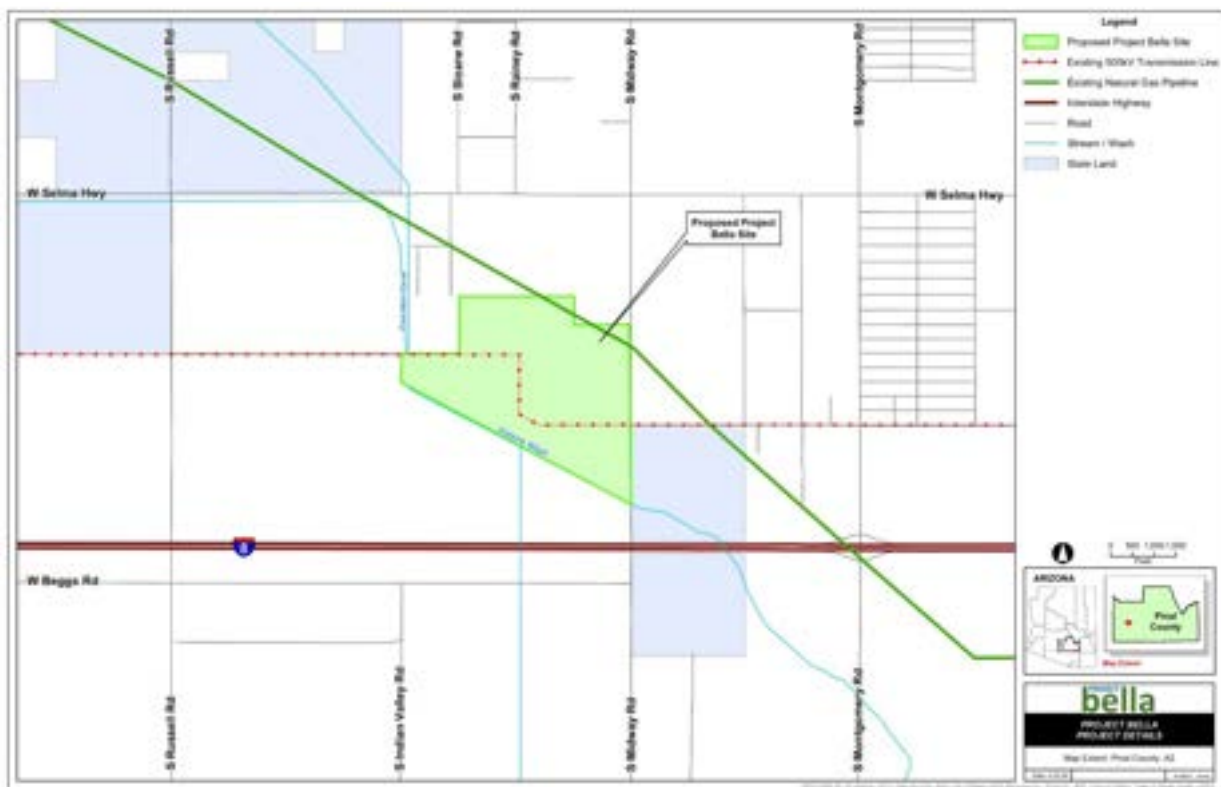 Legend
Proposed Project Bella Site
Existing 500kV Transmission Line
Existing Natural Gas Pipeline
Interstate Highway
Road
Stream / Wash
State Land
S Russell Rd
S Sloane Rd
S Rainey Rd
S Midway Rd
S Montgomery Rd
W Selma Hwy
W Selma Hwy
Proposed Project
Bella Site
8
W Beggs Rd
S Russell Rd
S Indian Valley Rd
S Midway Rd
S Montgomery Rd
Feet
ARIZONA
Pinal
County
Map Extent
bella
PROJECT BELLA
PROJECT DETAILS
Map Extent: Pinal County, AZ